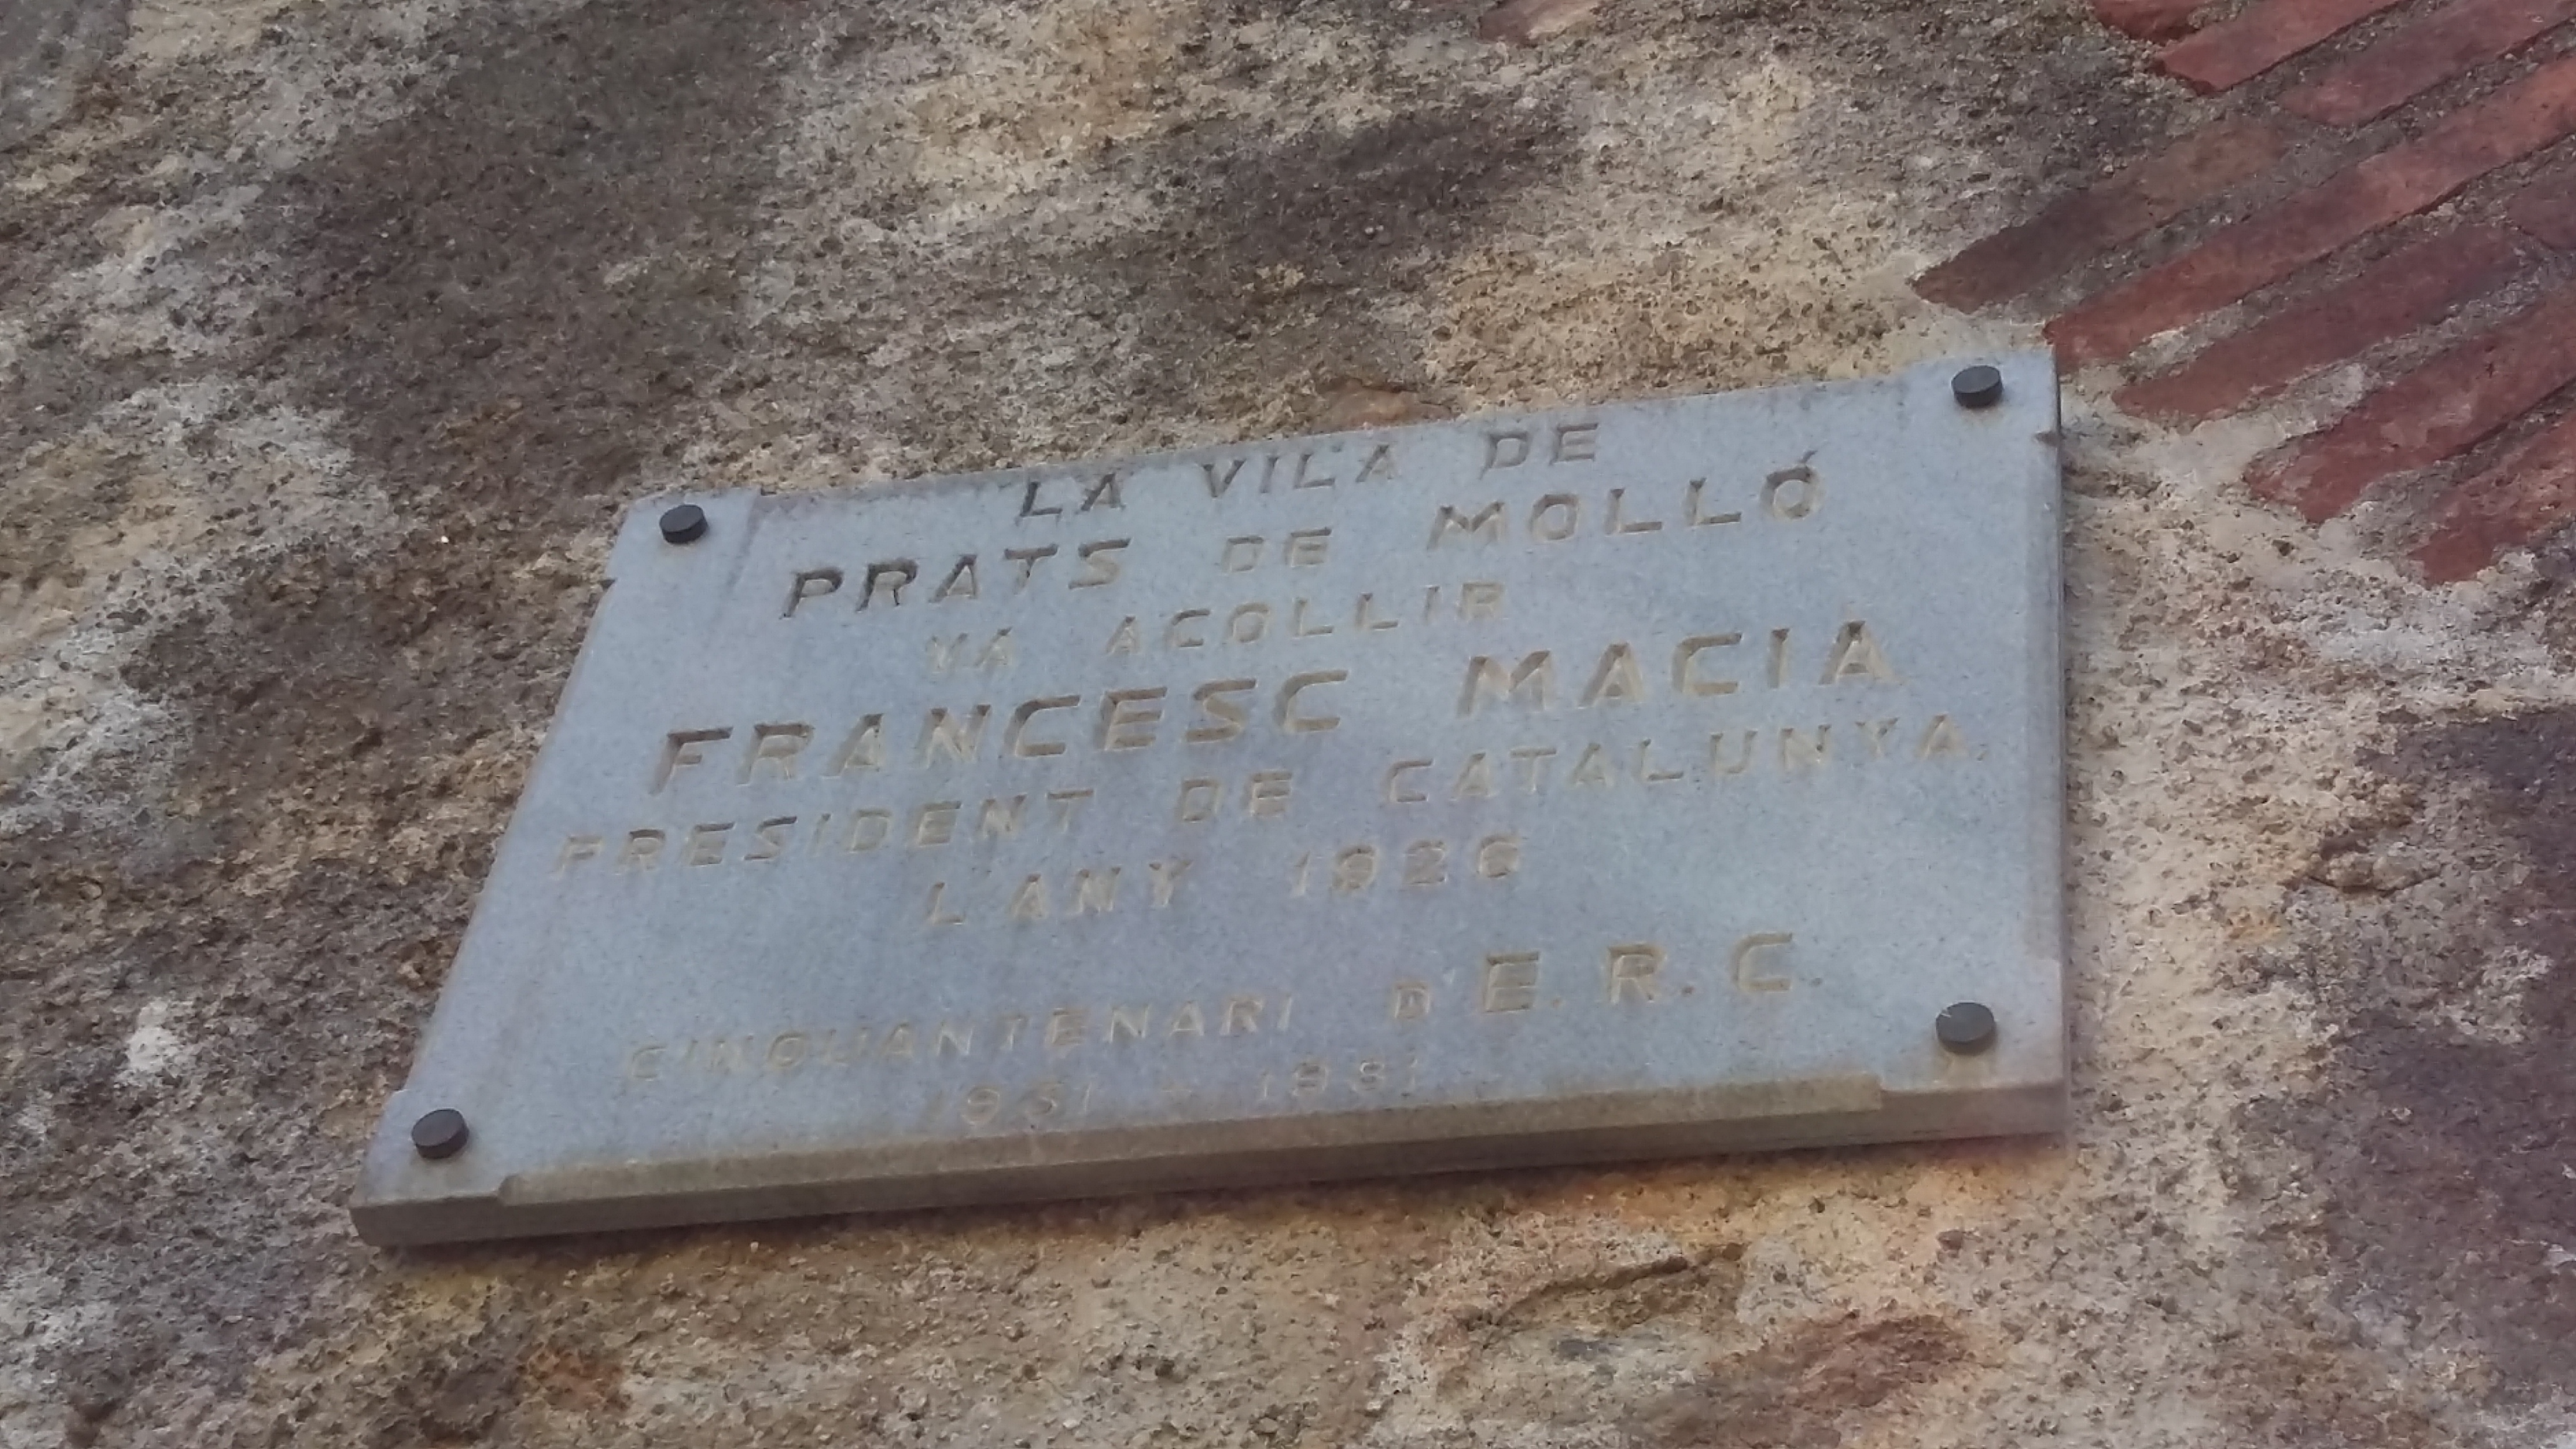 LA VILA DE
PRATS DE MOLLÓ
VA ACOLLIR
FRANCESC MACIA
PRESIDENT DE CATALUNYA
L'ANY 1926
CINQUANTENARI D'E.R.C.
1931 - 1981